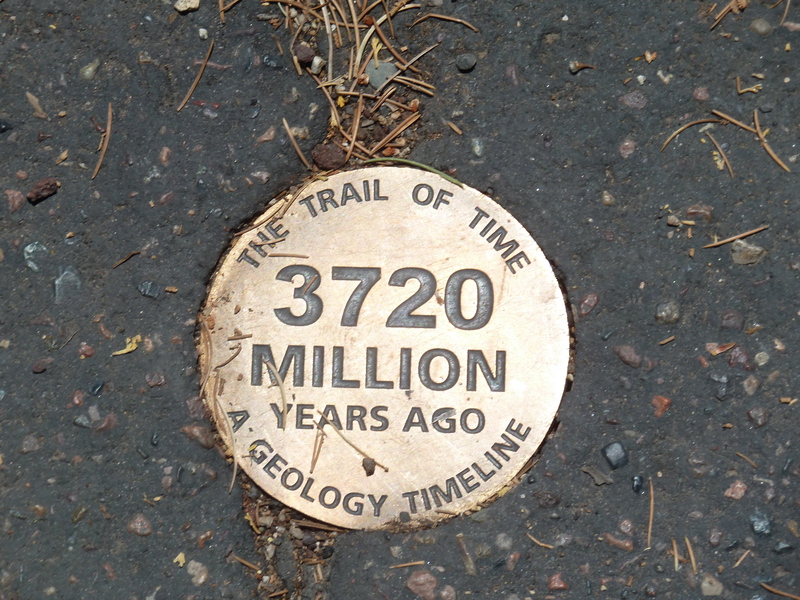 THE TRAIL OF TIME
3720
MILLION
YEARS AGO
A GEOLOGY TIMELINE